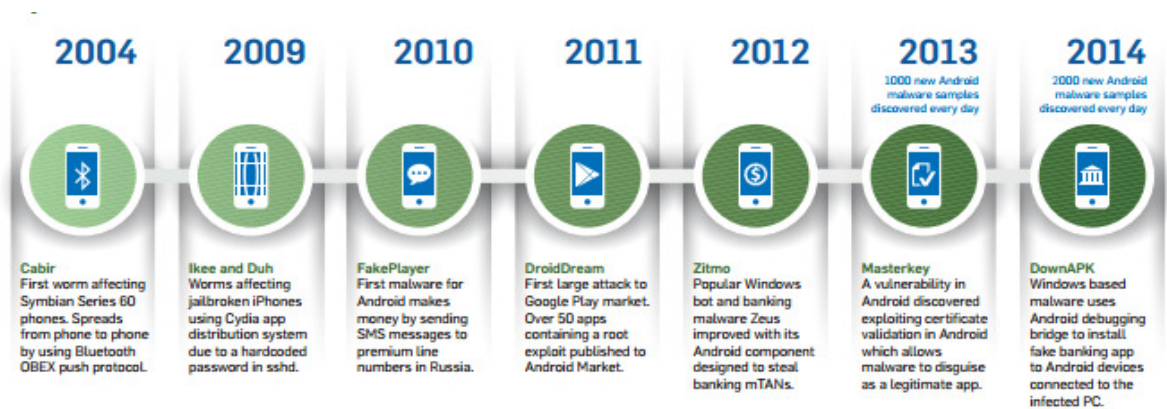 2004
Cabir
First worm affecting
Symbian Series 60
phones. Spreads
from phone to phone
by using Bluetooth
OBEX push protocol.
2009
Ikee and Duh
Worms affecting
jailbroken iPhones
using Cydia app
distribution system
due to a hardcoded
password in sshd.
2010
FakePlayer
First malware for
Android makes
money by sending
SMS messages to
premium line
numbers in Russia.
2011
DroidDream
First large attack to
Google Play market.
Over 50 apps
containing a root
exploit published to
Android Market.
2012
Zitmo
Popular Windows
bot and banking
malware Zeus
improved with its
Android component
designed to steal
banking mTANs.
2013
1000 new Android
malware samples
discovered every day
Masterkey
A vulnerability in
Android discovered
exploiting certificate
validation in Android
which allows
malware to disguise
as a legitimate app.
2014
2000 new Android
malware samples
discovered every day
DownAPK
Windows based
malware uses
Android debugging
bridge to install
fake banking app
to Android devices
connected to the
infected PC.